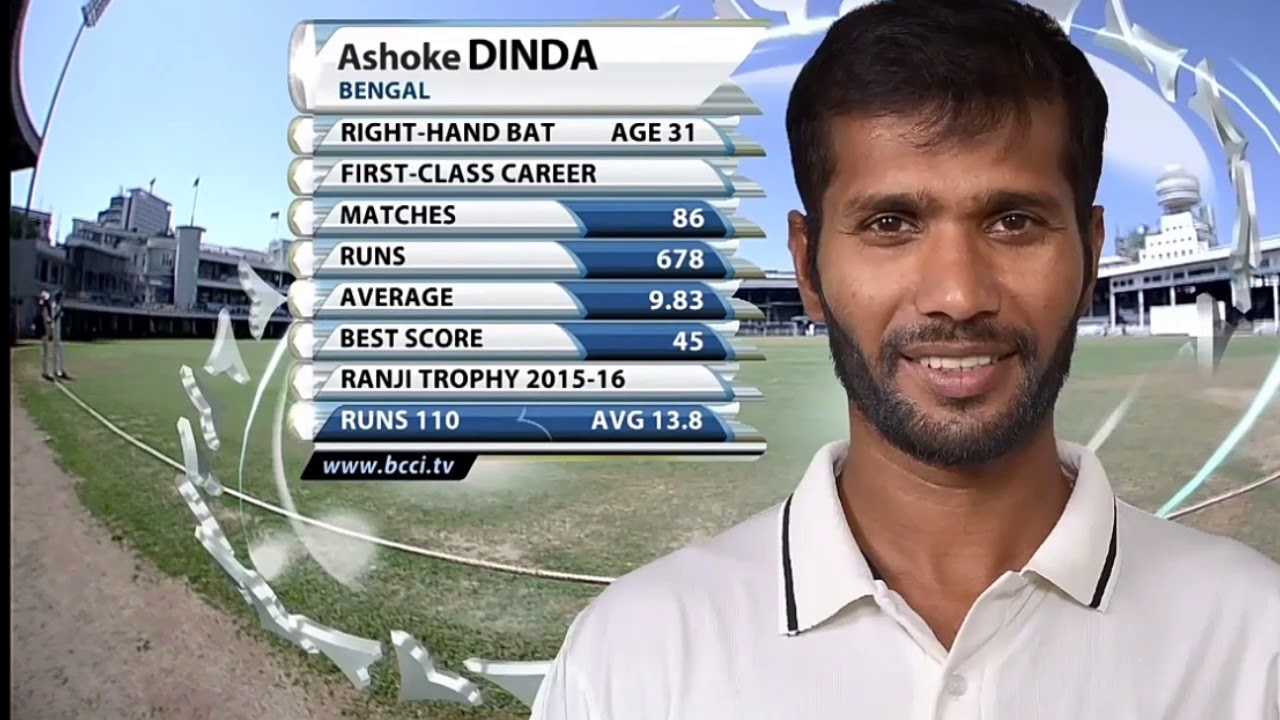 Ashoke DINDA
BENGAL
RIGHT-HAND BAT AGE 31
FIRST-CLASS CAREER
MATCHES 86
RUNS 678
AVERAGE 9.83
BEST SCORE 45
RANJI TROPHY 2015-16
RUNS 110 AVG 13.8
www.bcci.tv